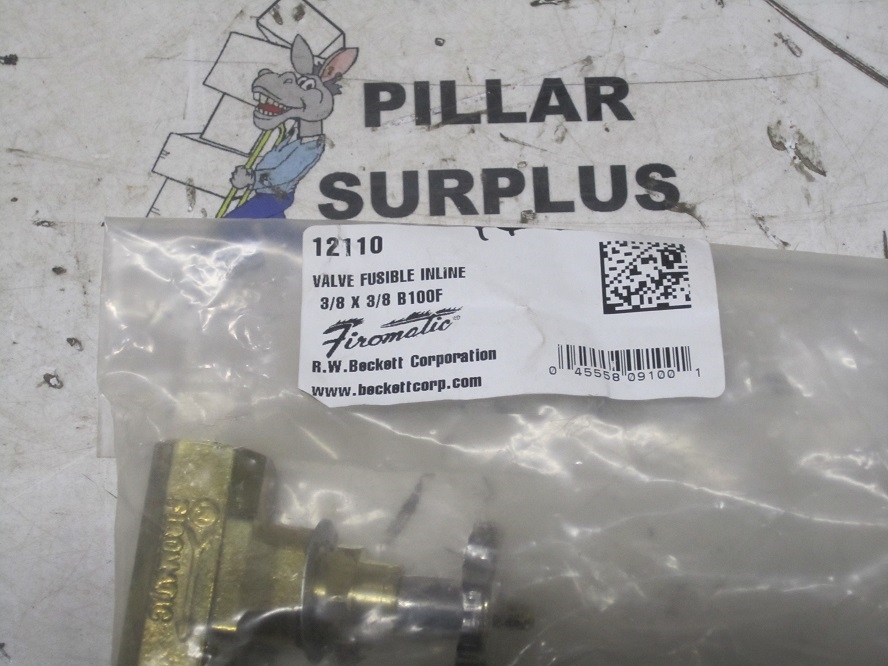 PILLAR
SURPLUS
12110
VALVE FUSIBLE INLINE
3/8 X 3/8 B100F
Firomatic
R.W.Beckett Corporation
www.beckettcorp.com
0 45558 09100 1
FIROMATIC